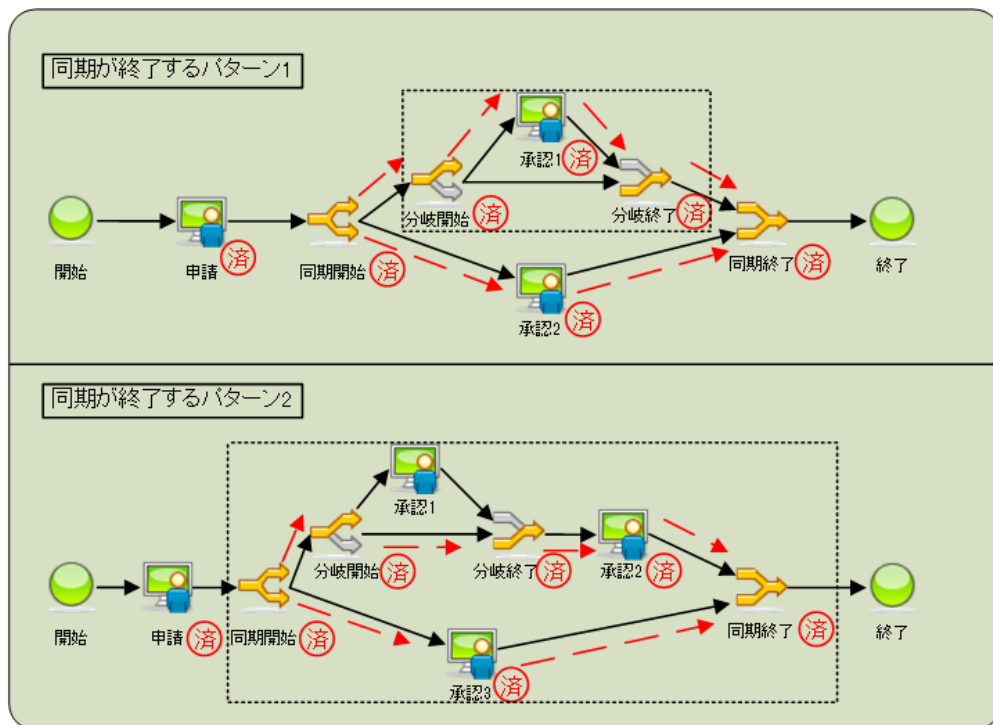 同期が終了するパターン1
承認1 済
分岐開始 済
分岐終了 済
開始
申請 済
同期開始 済
同期終了 済
終了
承認2 済
同期が終了するパターン2
承認1
分岐開始 済
分岐終了 済
承認2 済
開始
申請 済
同期開始 済
同期終了 済
終了
承認3 済